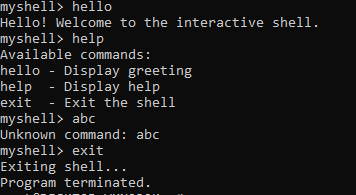 myshell> hello
Hello! Welcome to the interactive shell.
myshell> help
Available commands:
hello - Display greeting
help  - Display help
exit  - Exit the shell
myshell> abc
Unknown command: abc
myshell> exit
Exiting shell...
Program terminated.